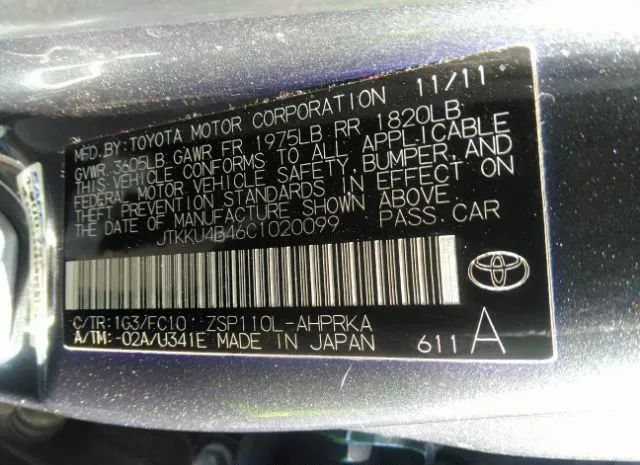 MFD.BY: TOYOTA MOTOR CORPORATION 11/11
GVWR 3605LB GAWR FR 1975LB RR 1820LB
THIS VEHICLE CONFORMS TO ALL APPLICABLE
FEDERAL MOTOR VEHICLE SAFETY, BUMPER, AND
THEFT PREVENTION STANDARDS IN EFFECT ON
THE DATE OF MANUFACTURE SHOWN ABOVE.
JTKKU4B46C1020099 PASS. CAR
C/TR: 1G3/FC10 ZSP110L-AHPRKA
A/TM: -02A/U341E MADE IN JAPAN 611 A